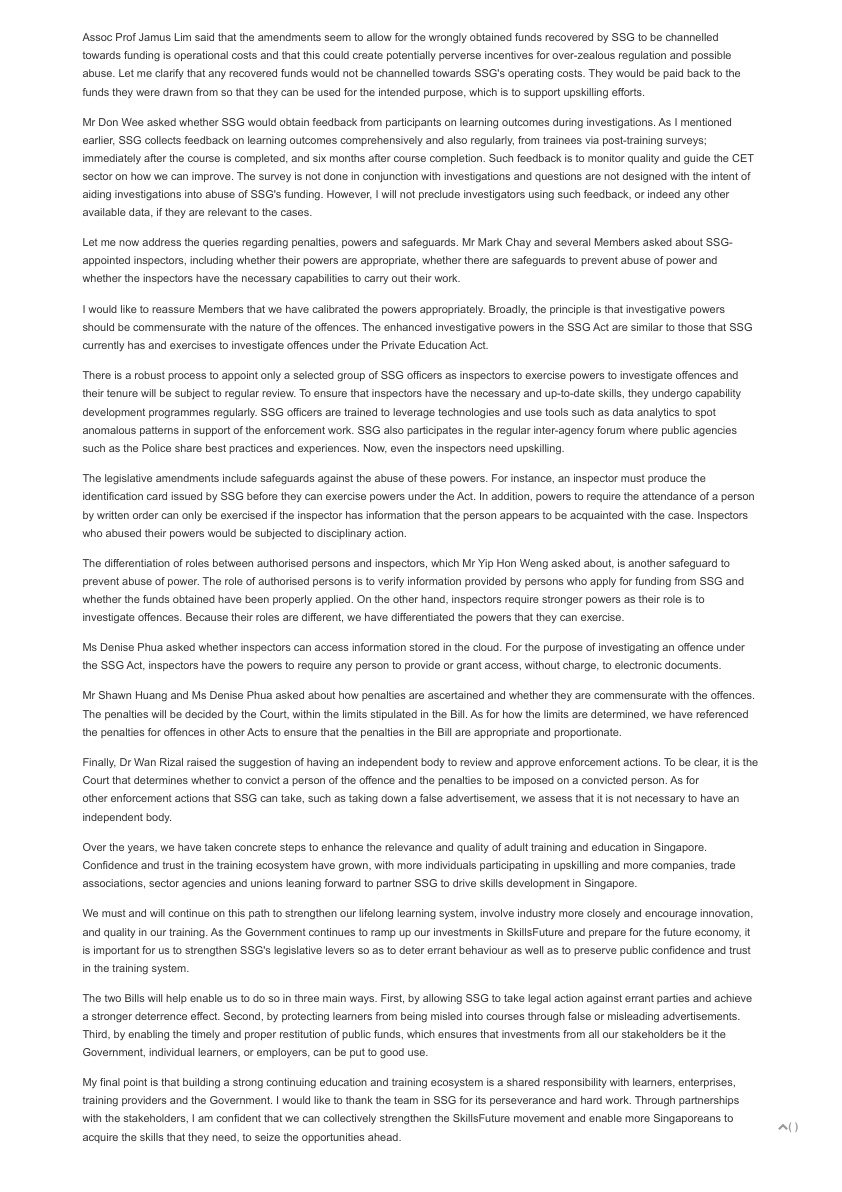 Assoc Prof Jamus Lim said that the amendments seem to allow for the wrongly obtained funds recovered by SSG to be channelled
towards funding is operational costs and that this could create potentially perverse incentives for over-zealous regulation and possible
abuse. Let me clarify that any recovered funds would not be channelled towards SSG's operating costs. They would be paid back to the
funds they were drawn from so that they can be used for the intended purpose, which is to support upskilling efforts.
Mr Don Wee asked whether SSG would obtain feedback from participants on learning outcomes during investigations. As I mentioned
earlier, SSG collects feedback on learning outcomes comprehensively and also regularly, from trainees via post-training surveys;
immediately after the course is completed, and six months after course completion. Such feedback is to monitor quality and guide the CET
sector on how we can improve. The survey is not done in conjunction with investigations and questions are not designed with the intent of
aiding investigations into abuse of SSG's funding. However, I will not preclude investigators using such feedback, or indeed any other
available data, if they are relevant to the cases.
Let me now address the queries regarding penalties, powers and safeguards. Mr Mark Chay and several Members asked about SSG-
appointed inspectors, including whether their powers are appropriate, whether there are safeguards to prevent abuse of power and
whether the inspectors have the necessary capabilities to carry out their work.
I would like to reassure Members that we have calibrated the powers appropriately. Broadly, the principle is that investigative powers
should be commensurate with the nature of the offences. The enhanced investigative powers in the SSG Act are similar to those that SSG
currently has and exercises to investigate offences under the Private Education Act.
There is a robust process to appoint only a selected group of SSG officers as inspectors to exercise powers to investigate offences and
their tenure will be subject to regular review. To ensure that inspectors have the necessary and up-to-date skills, they undergo capability
development programmes regularly. SSG officers are trained to leverage technologies and use tools such as data analytics to spot
anomalous patterns in support of the enforcement work. SSG also participates in the regular inter-agency forum where public agencies
such as the Police share best practices and experiences. Now, even the inspectors need upskilling.
The legislative amendments include safeguards against the abuse of these powers. For instance, an inspector must produce the
identification card issued by SSG before they can exercise powers under the Act. In addition, powers to require the attendance of a person
by written order can only be exercised if the inspector has information that the person appears to be acquainted with the case. Inspectors
who abused their powers would be subjected to disciplinary action.
The differentiation of roles between authorised persons and inspectors, which Mr Yip Hon Weng asked about, is another safeguard to
prevent abuse of power. The role of authorised persons is to verify information provided by persons who apply for funding from SSG and
whether the funds obtained have been properly applied. On the other hand, inspectors require stronger powers as their role is to
investigate offences. Because their roles are different, we have differentiated the powers that they can exercise.
Ms Denise Phua asked whether inspectors can access information stored in the cloud. For the purpose of investigating an offence under
the SSG Act, inspectors have the powers to require any person to provide or grant access, without charge, to electronic documents.
Mr Shawn Huang and Ms Denise Phua asked about how penalties are ascertained and whether they are commensurate with the offences.
The penalties will be decided by the Court, within the limits stipulated in the Bill. As for how the limits are determined, we have referenced
the penalties for offences in other Acts to ensure that the penalties in the Bill are appropriate and proportionate.
Finally, Dr Wan Rizal raised the suggestion of having an independent body to review and approve enforcement actions. To be clear, it is the
Court that determines whether to convict a person of the offence and the penalties to be imposed on a convicted person. As for
other enforcement actions that SSG can take, such as taking down a false advertisement, we assess that it is not necessary to have an
independent body.
Over the years, we have taken concrete steps to enhance the relevance and quality of adult training and education in Singapore.
Confidence and trust in the training ecosystem have grown, with more individuals participating in upskilling and more companies, trade
associations, sector agencies and unions leaning forward to partner SSG to drive skills development in Singapore.
We must and will continue on this path to strengthen our lifelong learning system, involve industry more closely and encourage innovation,
and quality in our training. As the Government continues to ramp up our investments in SkillsFuture and prepare for the future economy, it
is important for us to strengthen SSG's legislative levers so as to deter errant behaviour as well as to preserve public confidence and trust
in the training system.
The two Bills will help enable us to do so in three main ways. First, by allowing SSG to take legal action against errant parties and achieve
a stronger deterrence effect. Second, by protecting learners from being misled into courses through false or misleading advertisements.
Third, by enabling the timely and proper restitution of public funds, which ensures that investments from all our stakeholders be it the
Government, individual learners, or employers, can be put to good use.
My final point is that building a strong continuing education and training ecosystem is a shared responsibility with learners, enterprises,
training providers and the Government. I would like to thank the team in SSG for its perseverance and hard work. Through partnerships
with the stakeholders, I am confident that we can collectively strengthen the SkillsFuture movement and enable more Singaporeans to
acquire the skills that they need, to seize the opportunities ahead.
( )